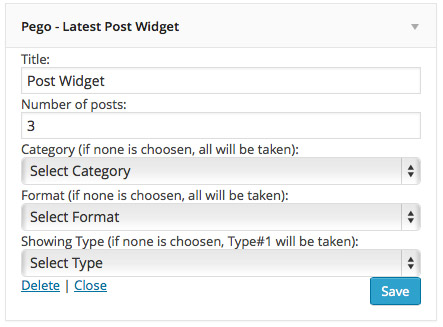 Pego - Latest Post Widget
Title:
Post Widget
Number of posts:
3
Category (if none is choosen, all will be taken):
Select Category
Format (if none is choosen, all will be taken):
Select Format
Showing Type (if none is choosen, Type#1 will be taken):
Select Type
Delete | Close
Save